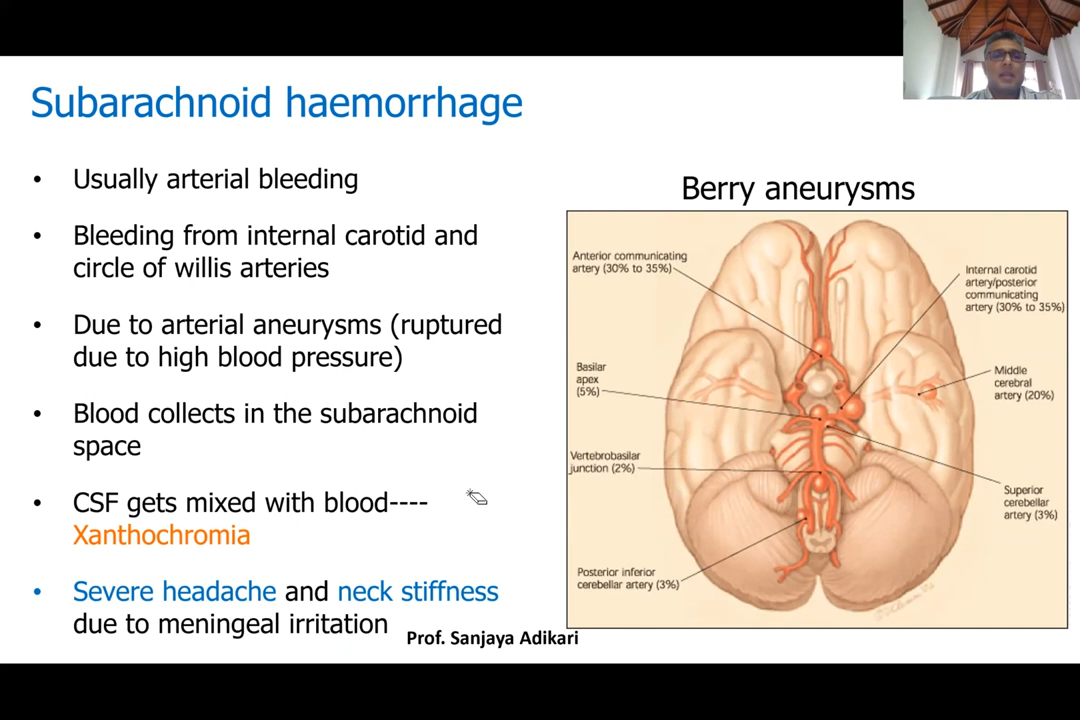 Subarachnoid haemorrhage
• Usually arterial bleeding
• Bleeding from internal carotid and
circle of willis arteries
• Due to arterial aneurysms (ruptured
due to high blood pressure)
• Blood collects in the subarachnoid
space
• CSF gets mixed with blood----
Xanthochromia
• Severe headache and neck stiffness
due to meningeal irritation
Prof. Sanjaya Adikari
Berry aneurysms
Anterior communicating
artery (30% to 35%)
Basilar
apex
(5%)
Vertebrobasilar
junction (2%)
Posterior inferior
cerebellar artery (3%)
Internal carotid
artery/posterior
communicating
artery (30% to 35%)
Middle
cerebral
artery (20%)
Superior
cerebellar
artery (3%)